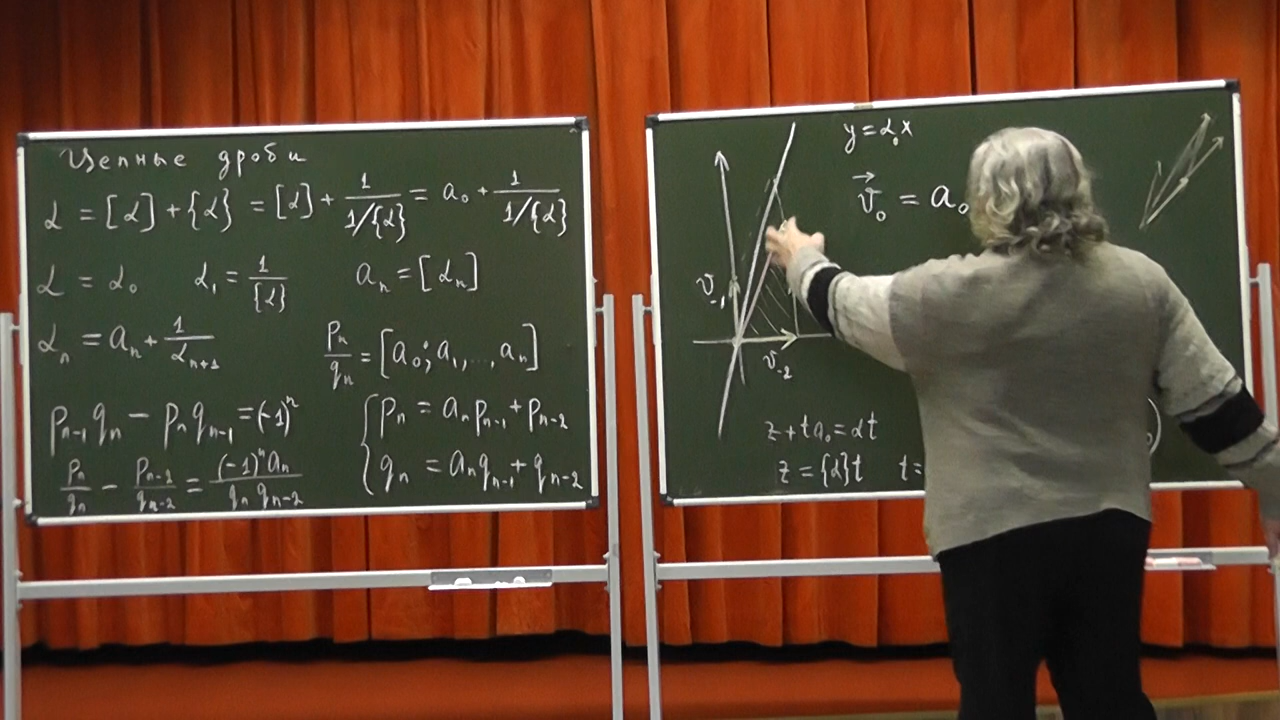 Цепные дроби
α = [α] + {α} = [α] + 1/(1/{α}) = a₀ + 1/(1/{α})
α = α₀ α₁ = 1/{α} aₙ = [αₙ]
αₙ = aₙ + 1/αₙ₊₁ pₙ/qₙ = [a₀; a₁, ..., aₙ]
pₙ₋₁qₙ − pₙqₙ₋₁ = (−1)ⁿ { pₙ = aₙpₙ₋₁ + pₙ₋₂
pₙ/qₙ − pₙ₋₂/qₙ₋₂ = (−1)ⁿaₙ/(qₙqₙ₋₂) qₙ = aₙqₙ₋₁ + qₙ₋₂
y = α₀x
v⃗₀ = a₀
v₋₁
v₋₂
z + ta₀ = αt
z = {α}t t =
)